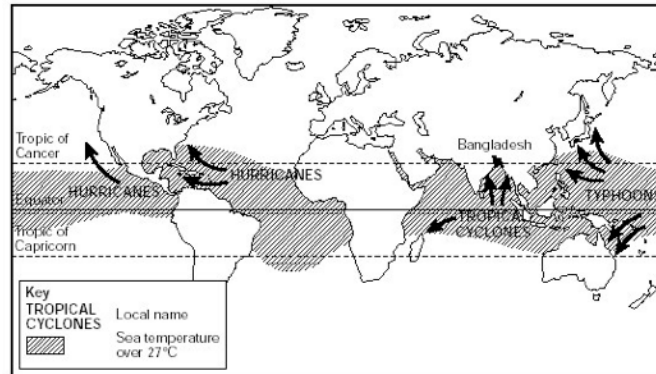 Tropic of
Cancer
Bangladesh
HURRICANES
HURRICANES
TYPHOONS
Equator
TROPICAL
CYCLONES
Tropic of
Capricorn
Key
TROPICAL
CYCLONES
Local name
Sea temperature
over 27°C